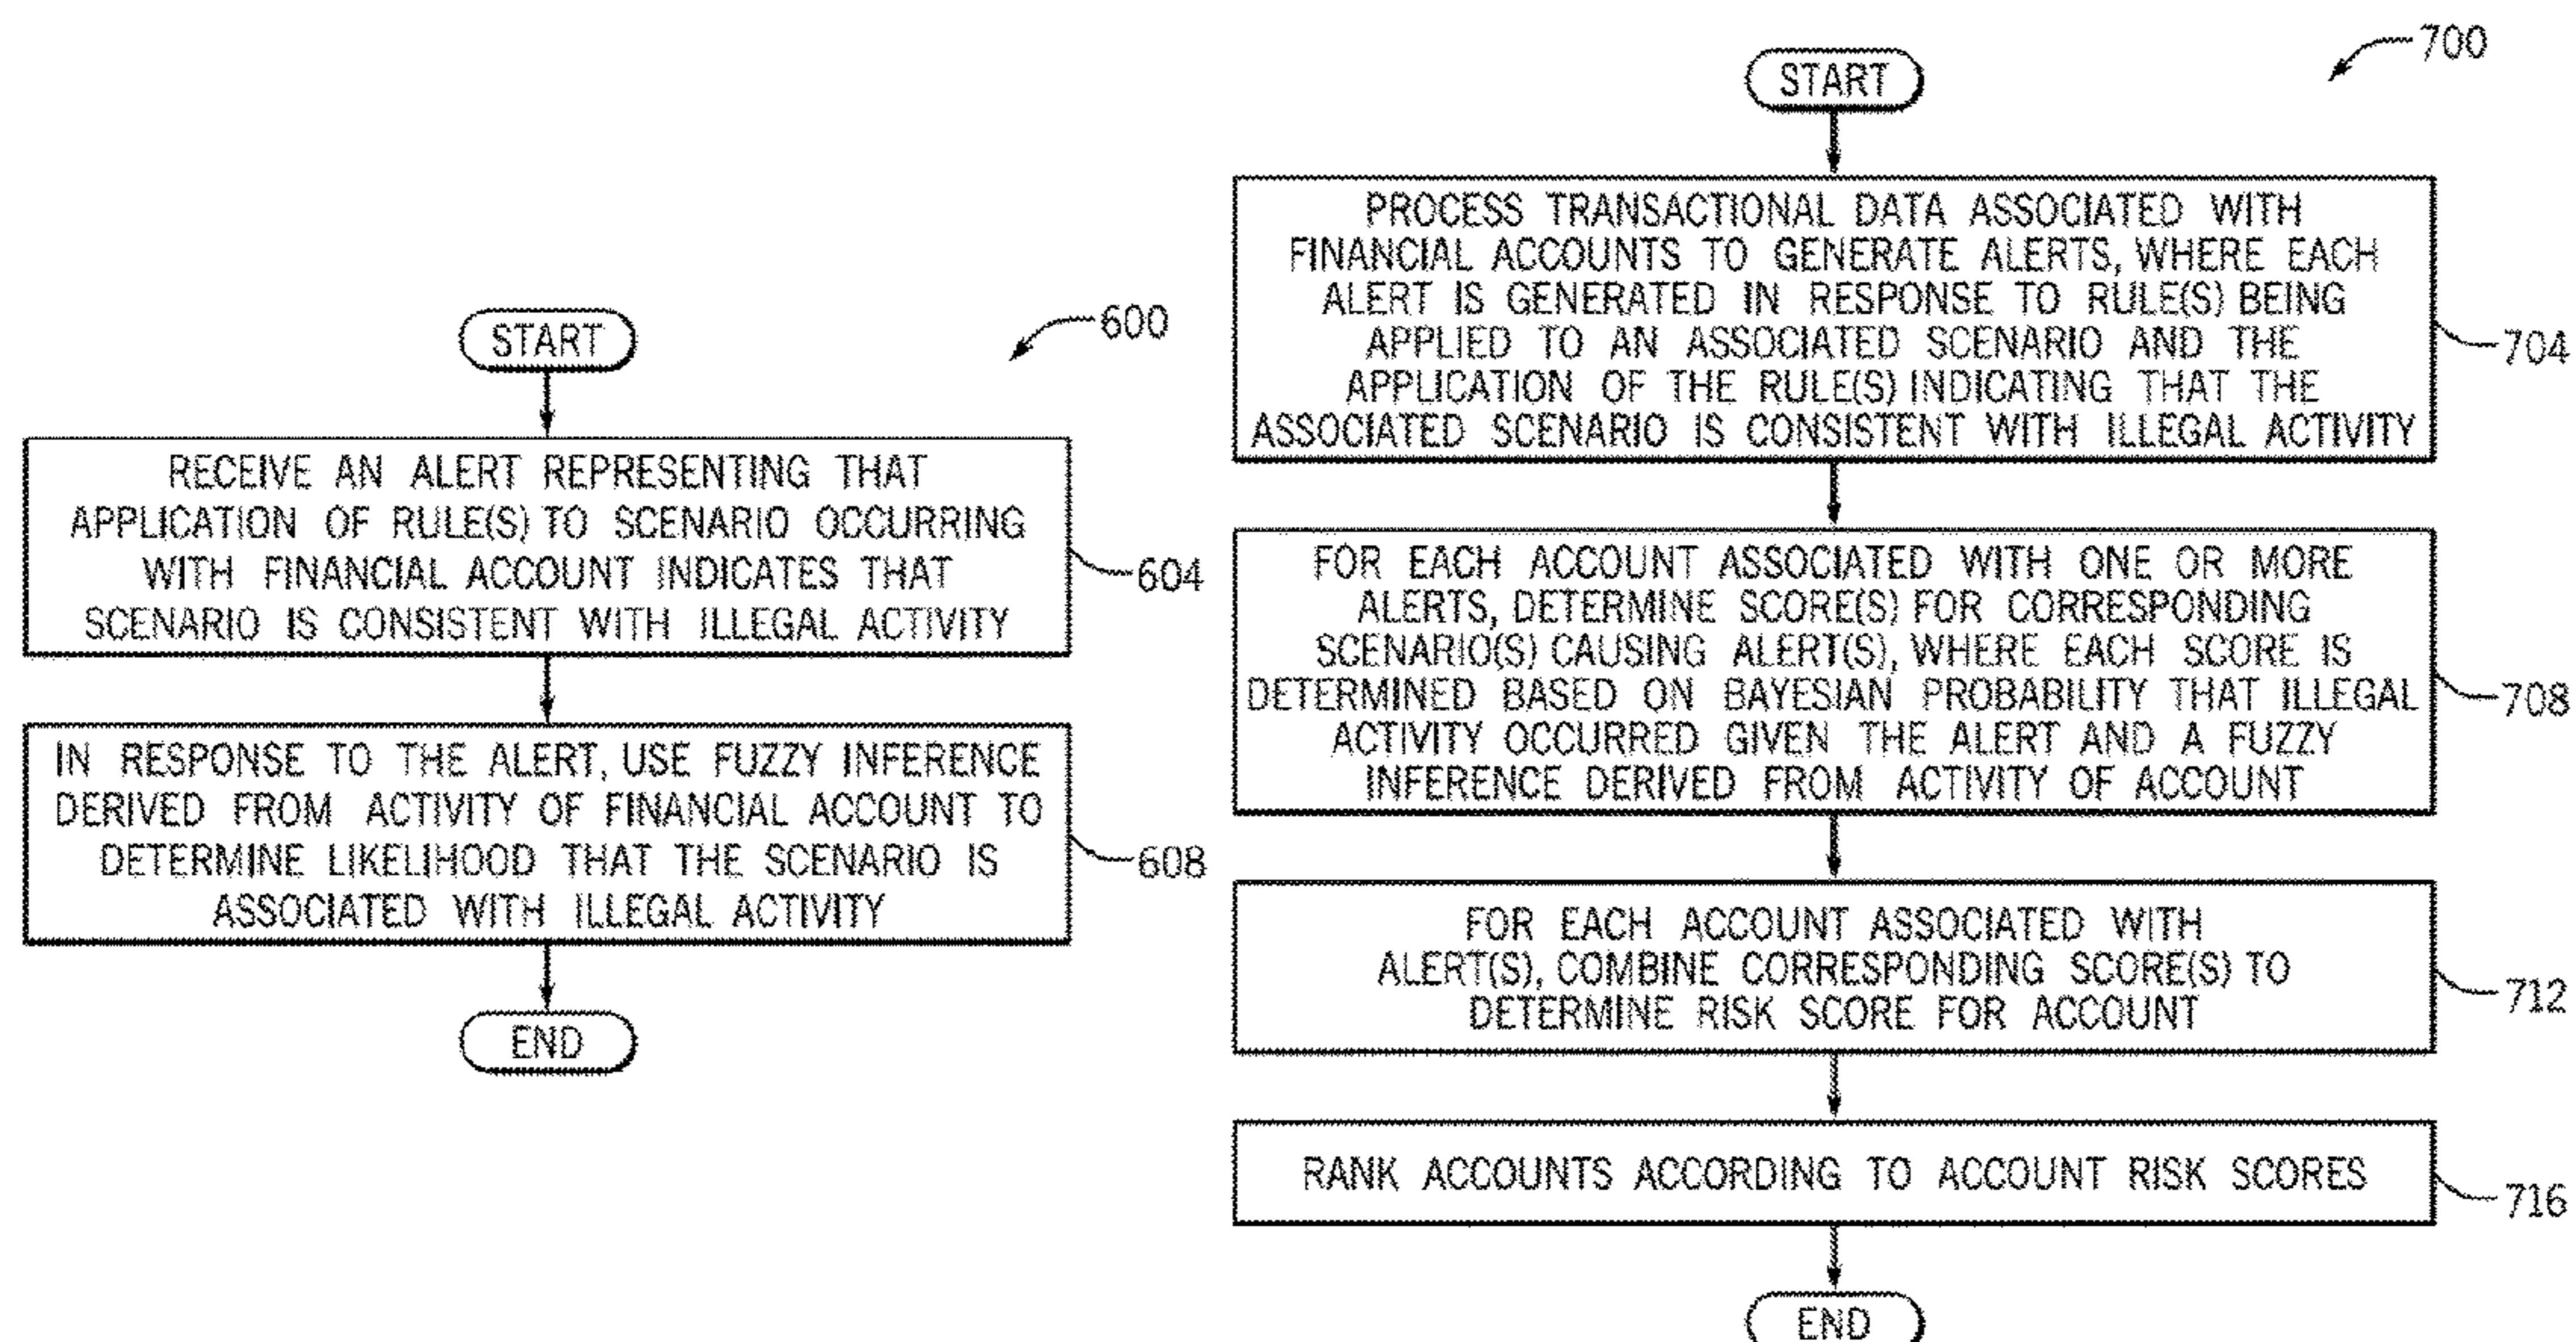 600
START
RECEIVE AN ALERT REPRESENTING THAT
APPLICATION OF RULE(S) TO SCENARIO OCCURRING
WITH FINANCIAL ACCOUNT INDICATES THAT
SCENARIO IS CONSISTENT WITH ILLEGAL ACTIVITY
604
IN RESPONSE TO THE ALERT, USE FUZZY INFERENCE
DERIVED FROM ACTIVITY OF FINANCIAL ACCOUNT TO
DETERMINE LIKELIHOOD THAT THE SCENARIO IS
ASSOCIATED WITH ILLEGAL ACTIVITY
608
END
700
START
PROCESS TRANSACTIONAL DATA ASSOCIATED WITH
FINANCIAL ACCOUNTS TO GENERATE ALERTS, WHERE EACH
ALERT IS GENERATED IN RESPONSE TO RULE(S) BEING
APPLIED TO AN ASSOCIATED SCENARIO AND THE
APPLICATION OF THE RULE(S) INDICATING THAT THE
ASSOCIATED SCENARIO IS CONSISTENT WITH ILLEGAL ACTIVITY
704
FOR EACH ACCOUNT ASSOCIATED WITH ONE OR MORE
ALERTS, DETERMINE SCORE(S) FOR CORRESPONDING
SCENARIO(S) CAUSING ALERT(S), WHERE EACH SCORE IS
DETERMINED BASED ON BAYESIAN PROBABILITY THAT ILLEGAL
ACTIVITY OCCURRED GIVEN THE ALERT AND A FUZZY
INFERENCE DERIVED FROM ACTIVITY OF ACCOUNT
708
FOR EACH ACCOUNT ASSOCIATED WITH
ALERT(S), COMBINE CORRESPONDING SCORE(S) TO
DETERMINE RISK SCORE FOR ACCOUNT
712
RANK ACCOUNTS ACCORDING TO ACCOUNT RISK SCORES
716
END